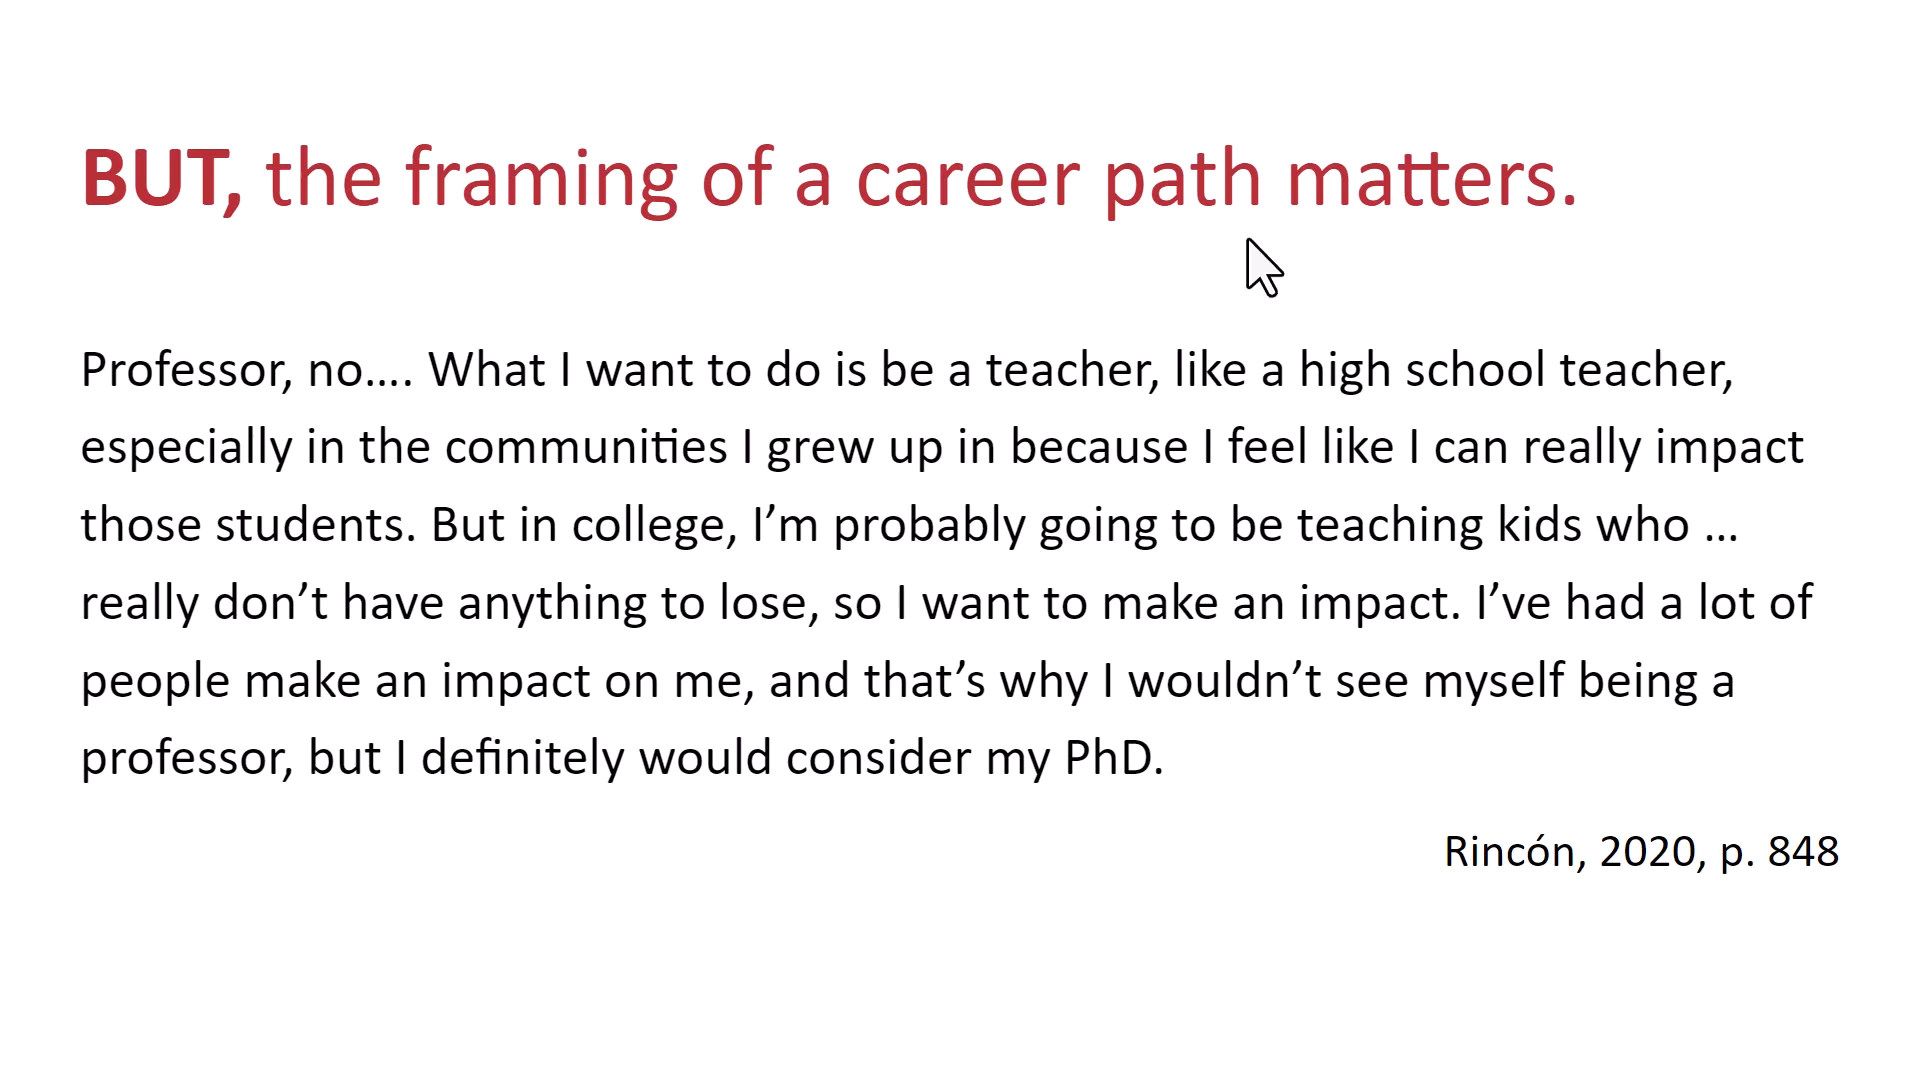 BUT, the framing of a career path matters.
Professor, no.... What I want to do is be a teacher, like a high school teacher,
especially in the communities I grew up in because I feel like I can really impact
those students. But in college, I’m probably going to be teaching kids who …
really don’t have anything to lose, so I want to make an impact. I’ve had a lot of
people make an impact on me, and that’s why I wouldn’t see myself being a
professor, but I definitely would consider my PhD.
Rincón, 2020, p. 848